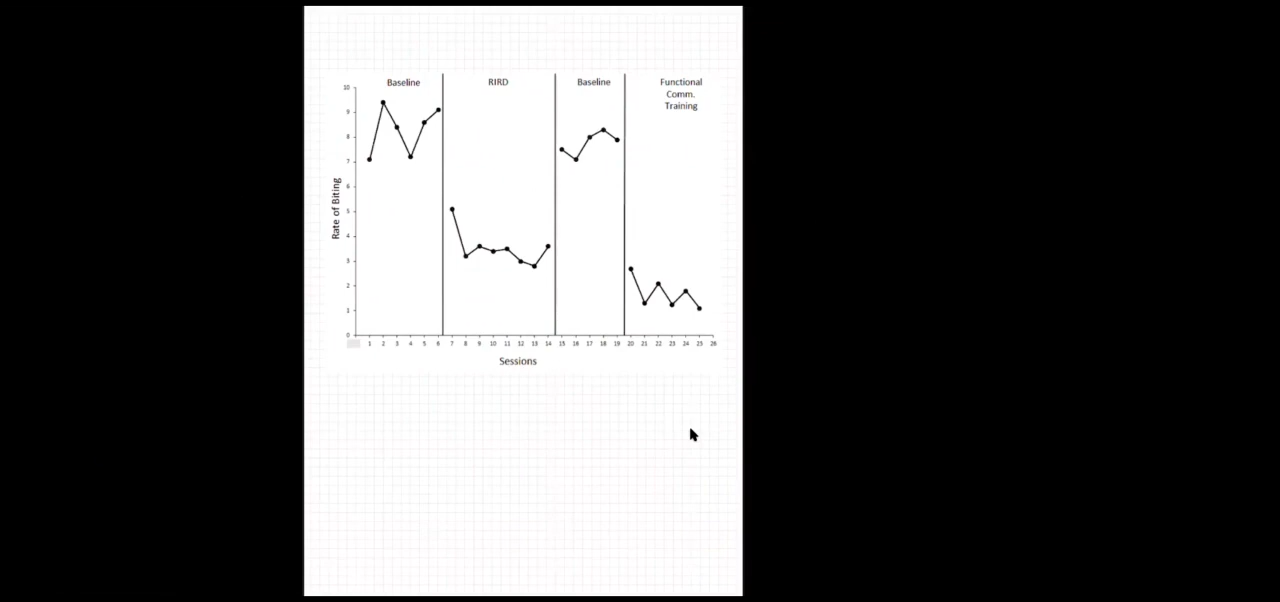 Baseline
RIRD
Baseline
Functional
Comm.
Training
10
9
8
7
6
5
4
3
2
1
0
Rate of Biting
1 2 3 4 5 6 7 8 9 10 11 12 13 14 15 16 17 18 19 20 21 22 23 24 25 26
Sessions